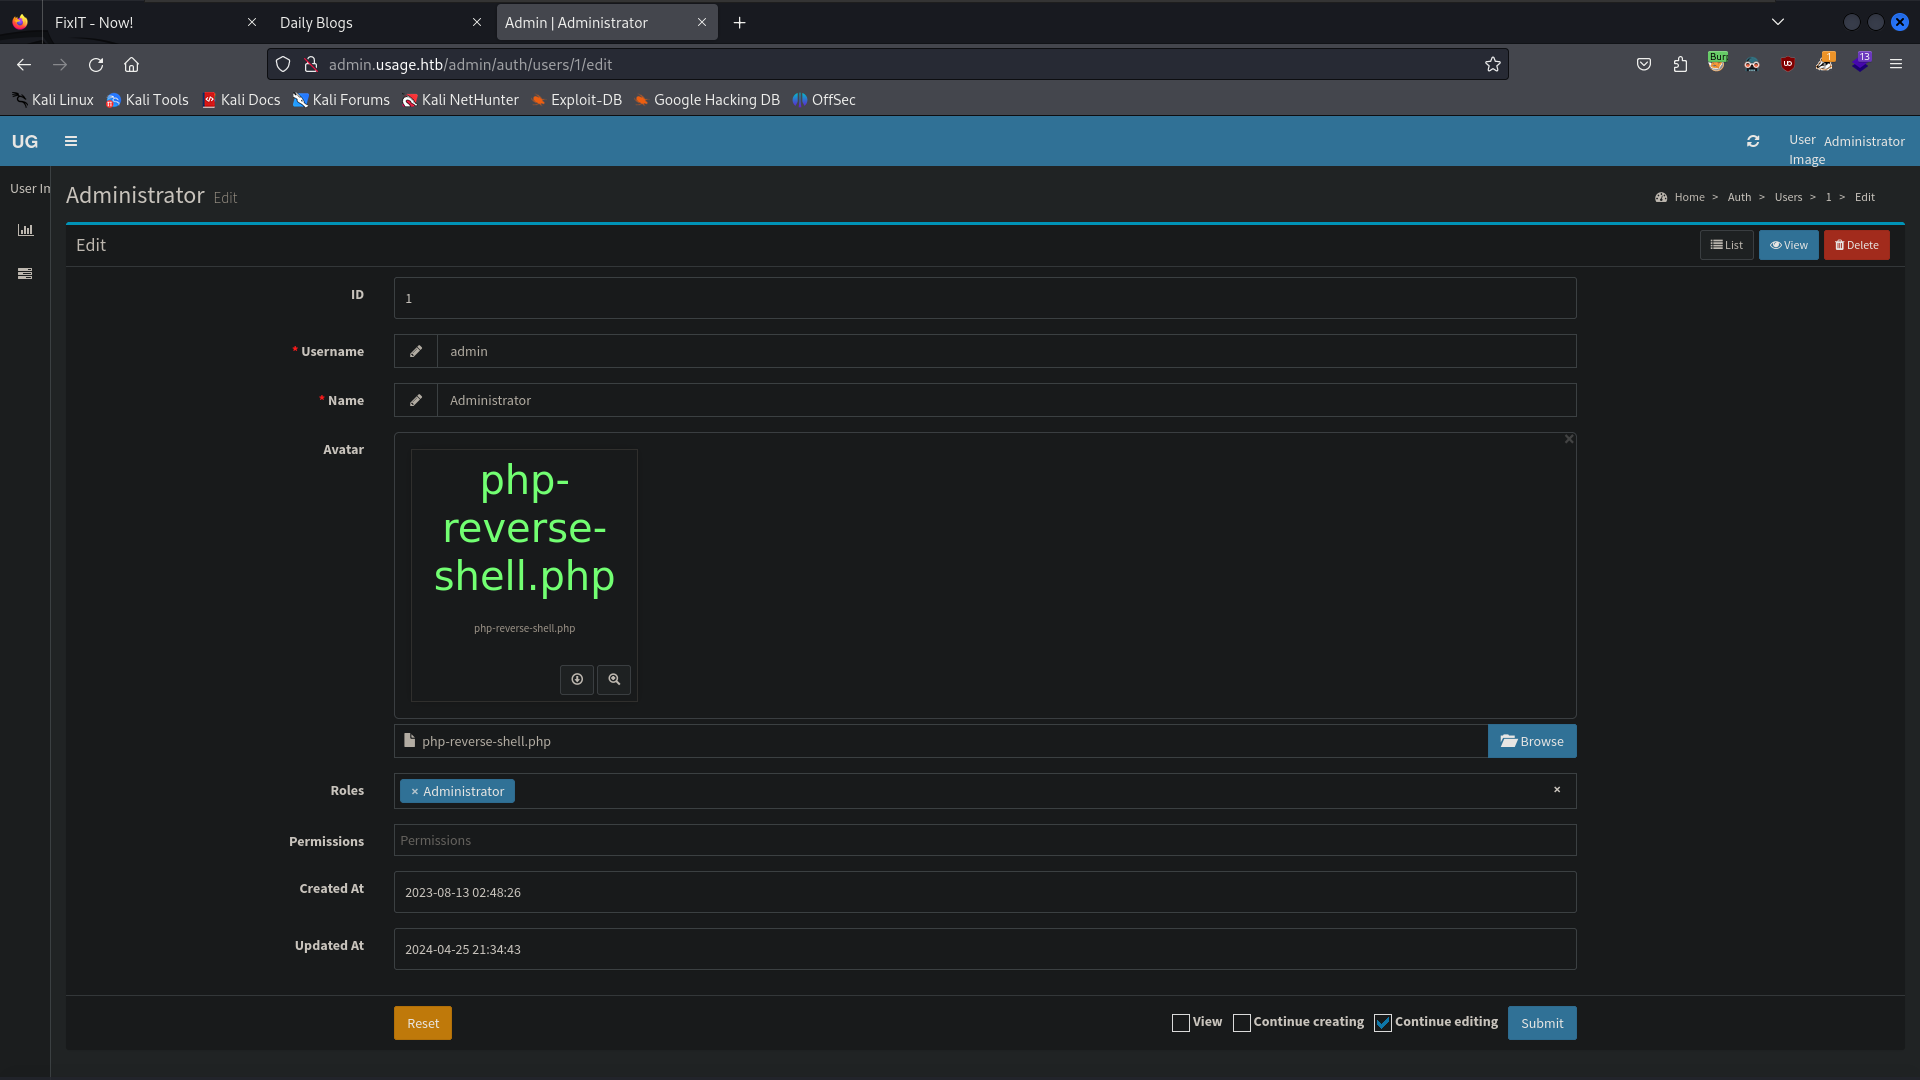 FixIT - Now!
Daily Blogs
Admin | Administrator
admin.usage.htb/admin/auth/users/1/edit
Burr
1
13
Kali Linux
Kali Tools
Kali Docs
Kali Forums
Kali NetHunter
Exploit-DB
Google Hacking DB
OffSec
UG
User
Image
Administrator
User Im
Administrator Edit
Home > Auth > Users > 1 > Edit
Edit
List
View
Delete
ID
1
* Username
admin
* Name
Administrator
Avatar
php-
reverse-
shell.php
php-reverse-shell.php
php-reverse-shell.php
Browse
Roles
× Administrator
×
Permissions
Permissions
Created At
2023-08-13 02:48:26
Updated At
2024-04-25 21:34:43
Reset
View
Continue creating
Continue editing
Submit